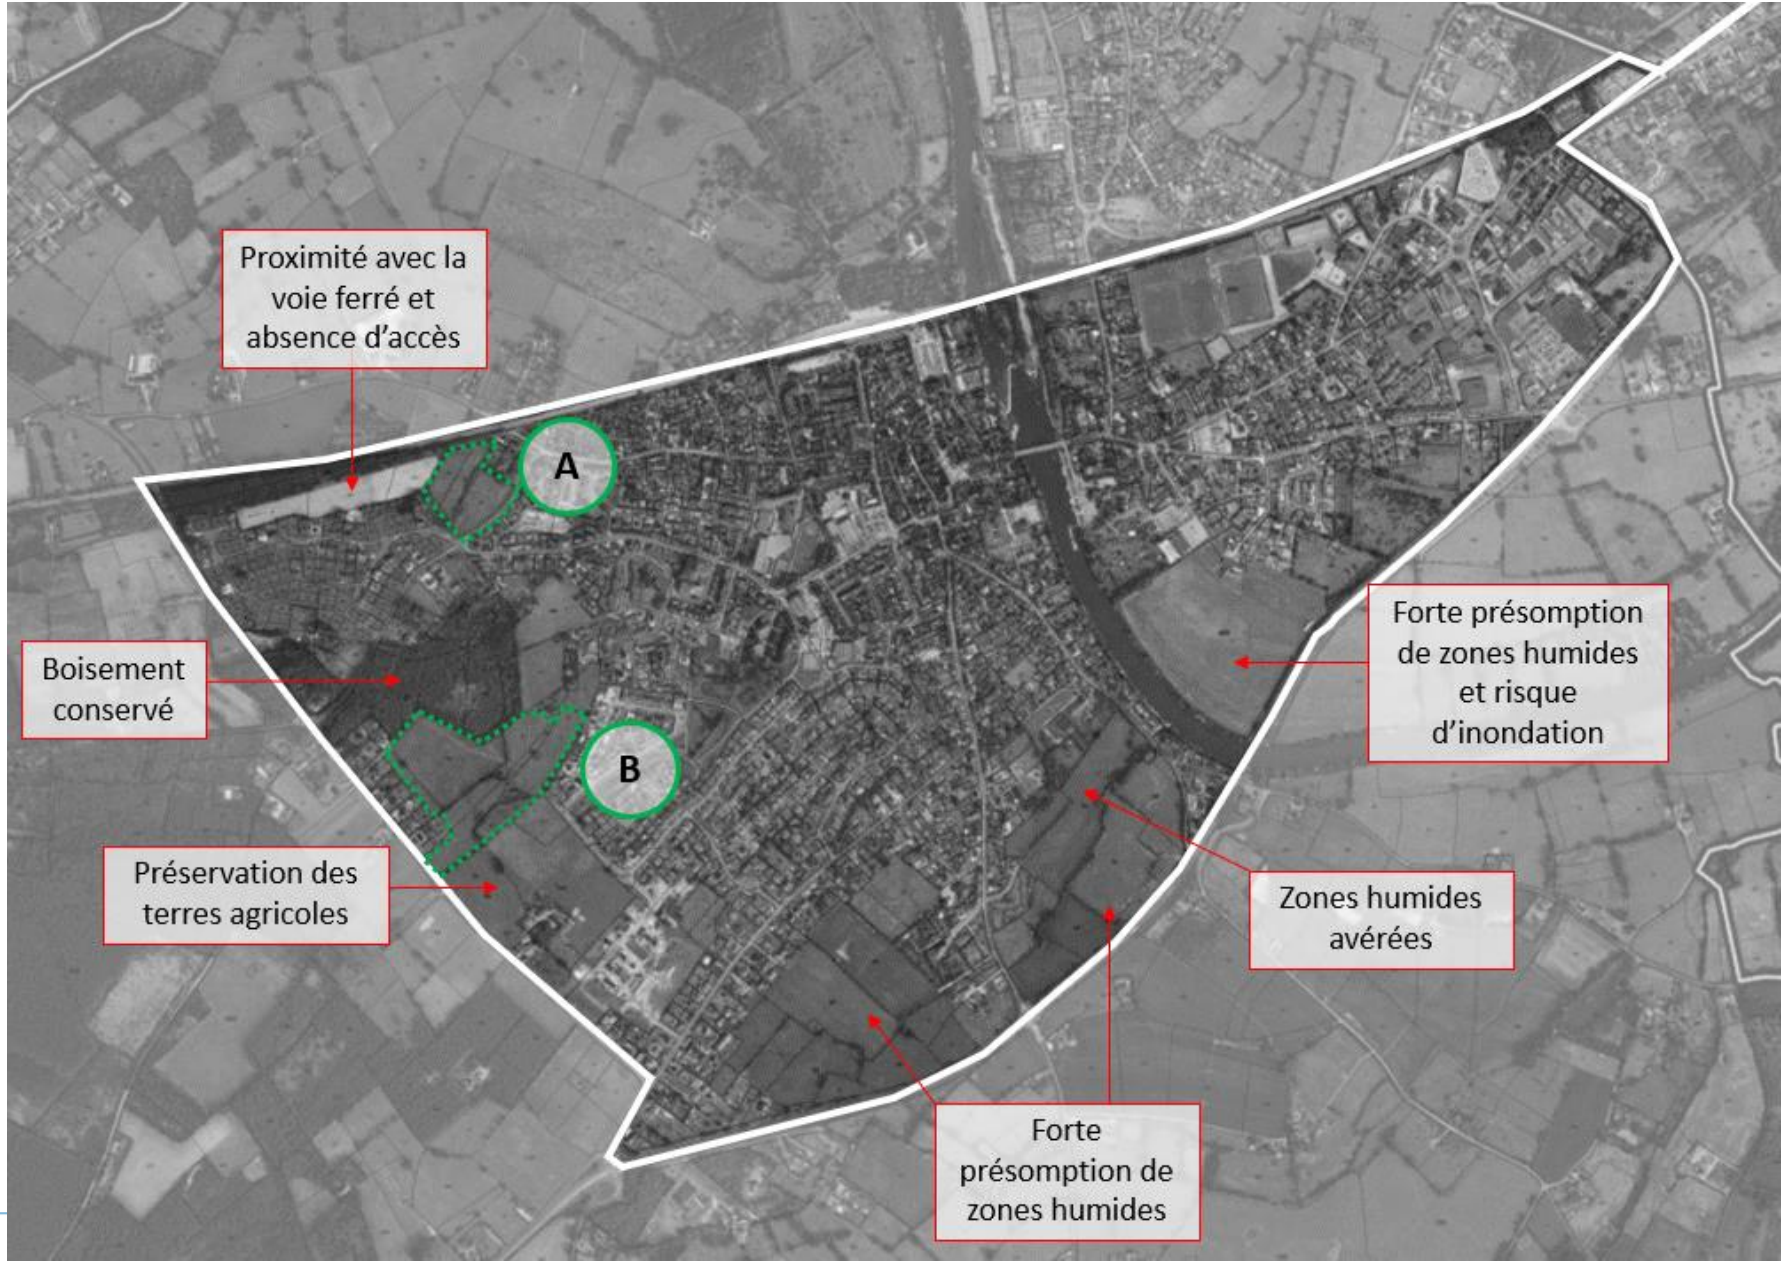 Proximité avec la
voie ferré et
absence d'accès
A
Forte présomption
de zones humides
et risque
d'inondation
Boisement
conservé
B
Préservation des
terres agricoles
Zones humides
avérées
Forte
présomption de
zones humides